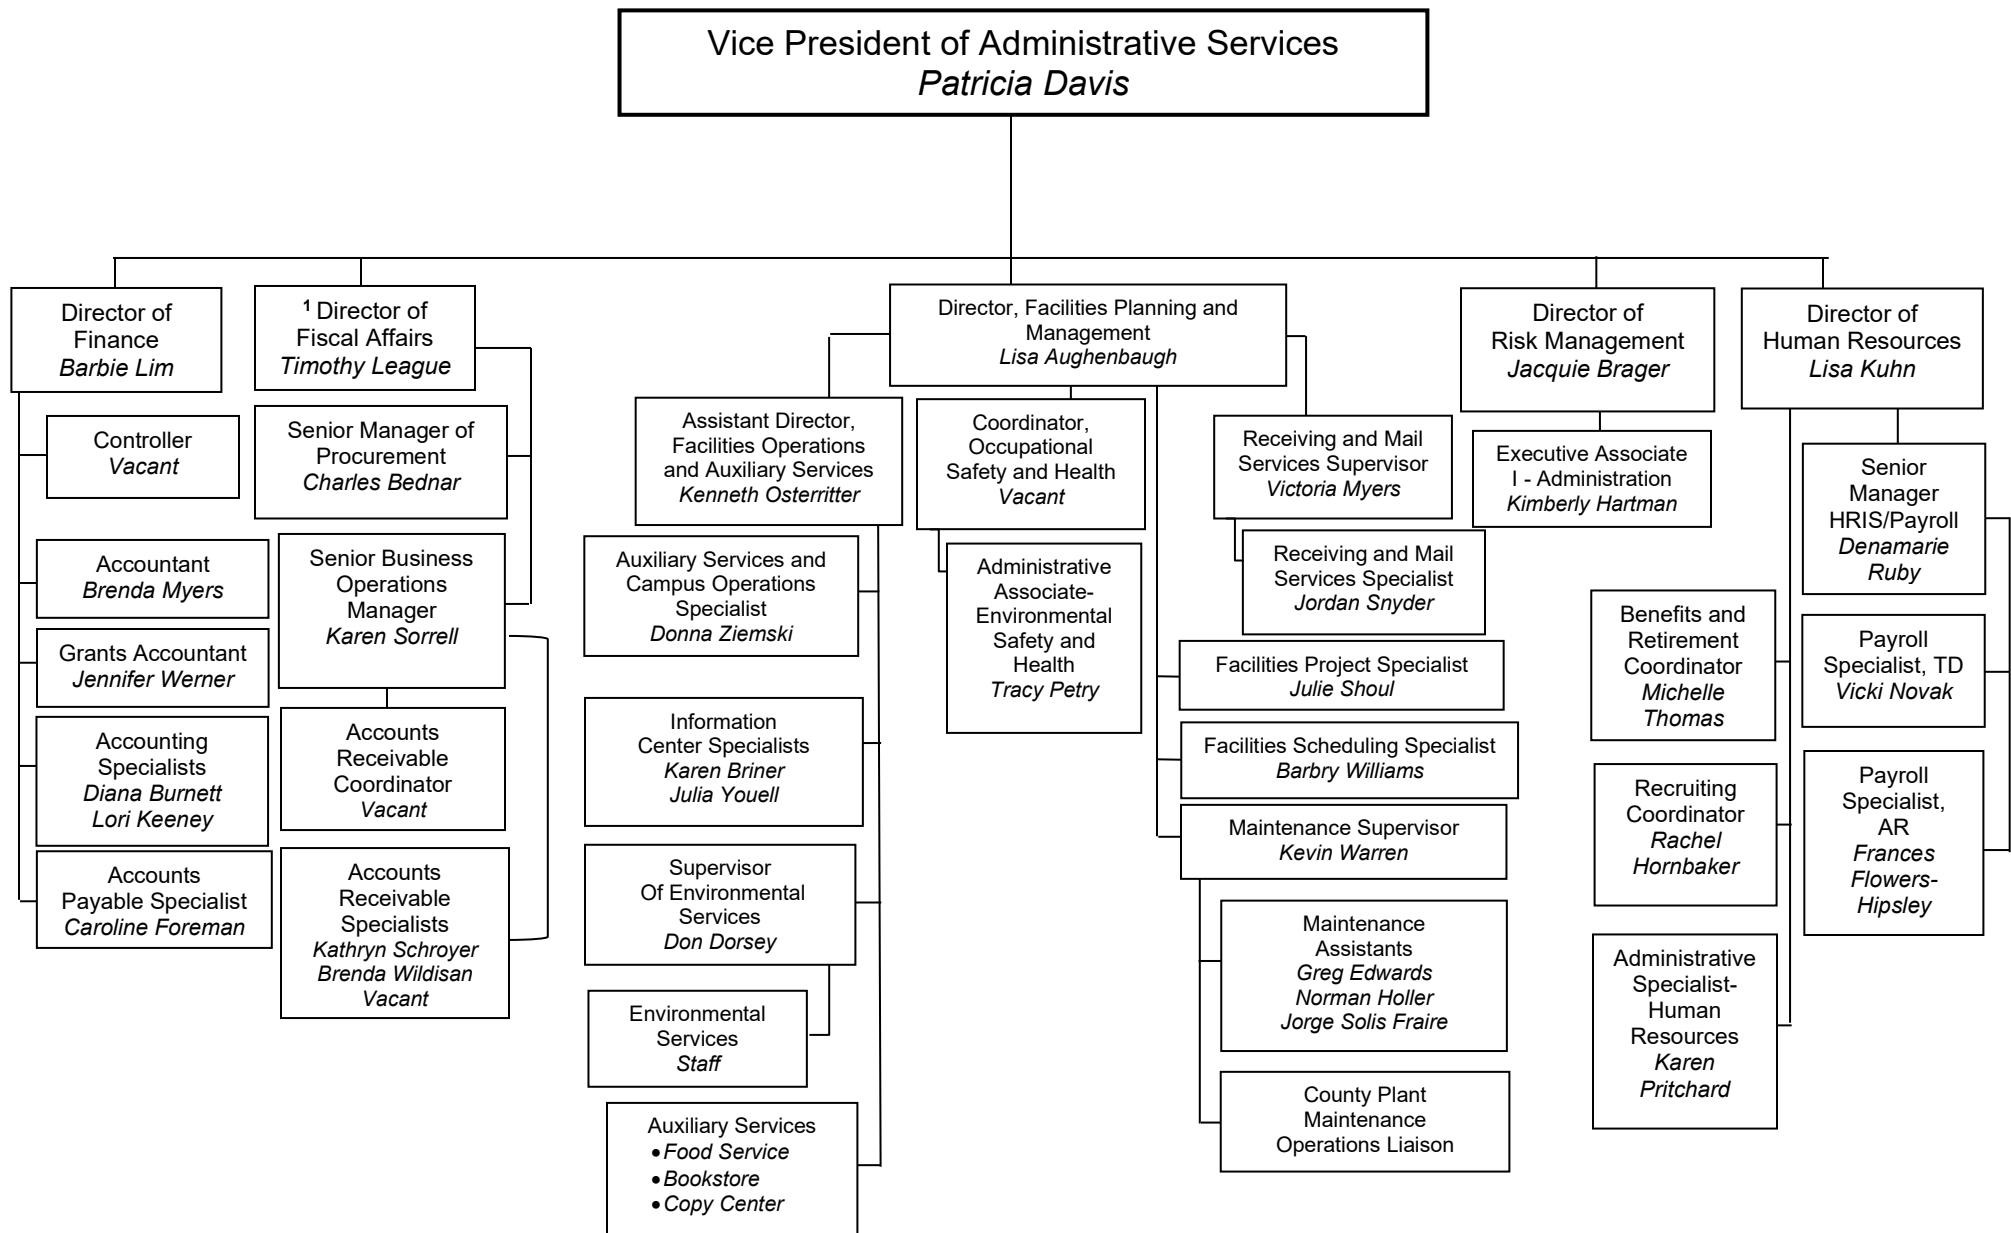 Vice President of Administrative Services
Patricia Davis
Director of
Finance
Barbie Lim
Controller
Vacant
Accountant
Brenda Myers
Grants Accountant
Jennifer Werner
Accounting
Specialists
Diana Burnett
Lori Keeney
Accounts
Payable Specialist
Caroline Foreman
¹ Director of
Fiscal Affairs
Timothy League
Senior Manager of
Procurement
Charles Bednar
Senior Business
Operations
Manager
Karen Sorrell
Accounts
Receivable
Coordinator
Vacant
Accounts
Receivable
Specialists
Kathryn Schroyer
Brenda Wildisan
Vacant
Director, Facilities Planning and
Management
Lisa Aughenbaugh
Assistant Director,
Facilities Operations
and Auxiliary Services
Kenneth Osterritter
Auxiliary Services and
Campus Operations
Specialist
Donna Ziemski
Information
Center Specialists
Karen Briner
Julia Youell
Supervisor
Of Environmental
Services
Don Dorsey
Environmental
Services
Staff
Auxiliary Services
• Food Service
• Bookstore
• Copy Center
Coordinator,
Occupational
Safety and Health
Vacant
Administrative
Associate-
Environmental
Safety and
Health
Tracy Petry
Receiving and Mail
Services Supervisor
Victoria Myers
Receiving and Mail
Services Specialist
Jordan Snyder
Facilities Project Specialist
Julie Shoul
Facilities Scheduling Specialist
Barbry Williams
Maintenance Supervisor
Kevin Warren
Maintenance
Assistants
Greg Edwards
Norman Holler
Jorge Solis Fraire
County Plant
Maintenance
Operations Liaison
Director of
Risk Management
Jacquie Brager
Executive Associate
I - Administration
Kimberly Hartman
Director of
Human Resources
Lisa Kuhn
Senior
Manager
HRIS/Payroll
Denamarie
Ruby
Payroll
Specialist, TD
Vicki Novak
Payroll
Specialist,
AR
Frances
Flowers-
Hipsley
Benefits and
Retirement
Coordinator
Michelle
Thomas
Recruiting
Coordinator
Rachel
Hornbaker
Administrative
Specialist-
Human
Resources
Karen
Pritchard